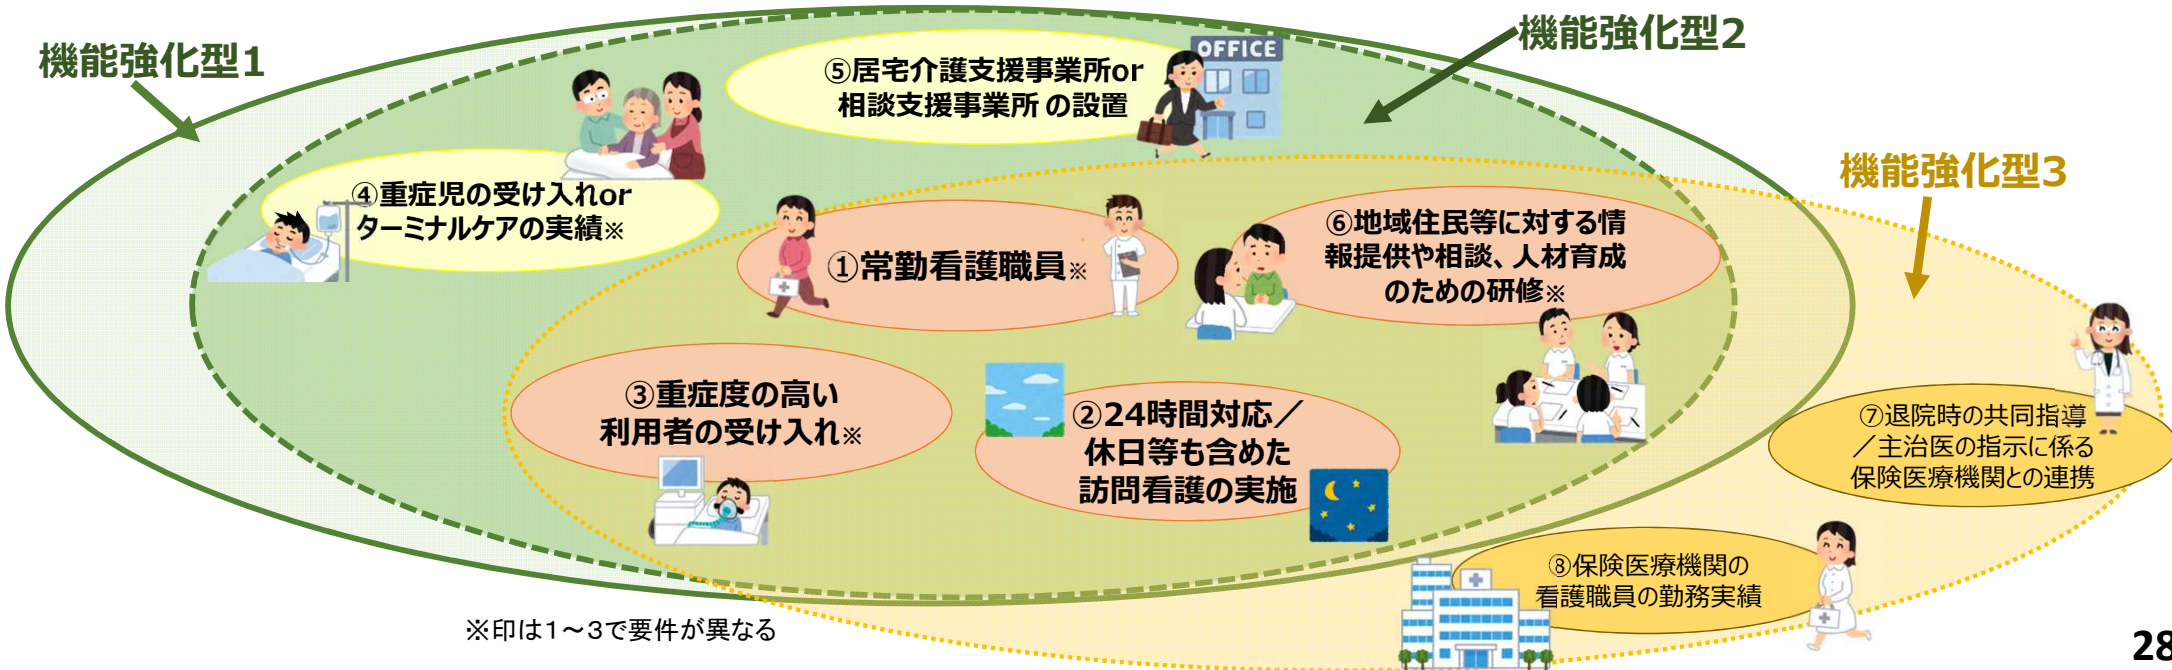 機能強化型1
機能強化型2
機能強化型3
OFFICE
⑤居宅介護支援事業所or
相談支援事業所 の設置
④重症児の受け入れor
ターミナルケアの実績※
①常勤看護職員※
⑥地域住民等に対する情
報提供や相談、人材育成
のための研修※
③重症度の高い
利用者の受け入れ※
②24時間対応／
休日等も含めた
訪問看護の実施
⑦退院時の共同指導
／主治医の指示に係る
保険医療機関との連携
⑧保険医療機関の
看護職員の勤務実績
※印は１～３で要件が異なる
28